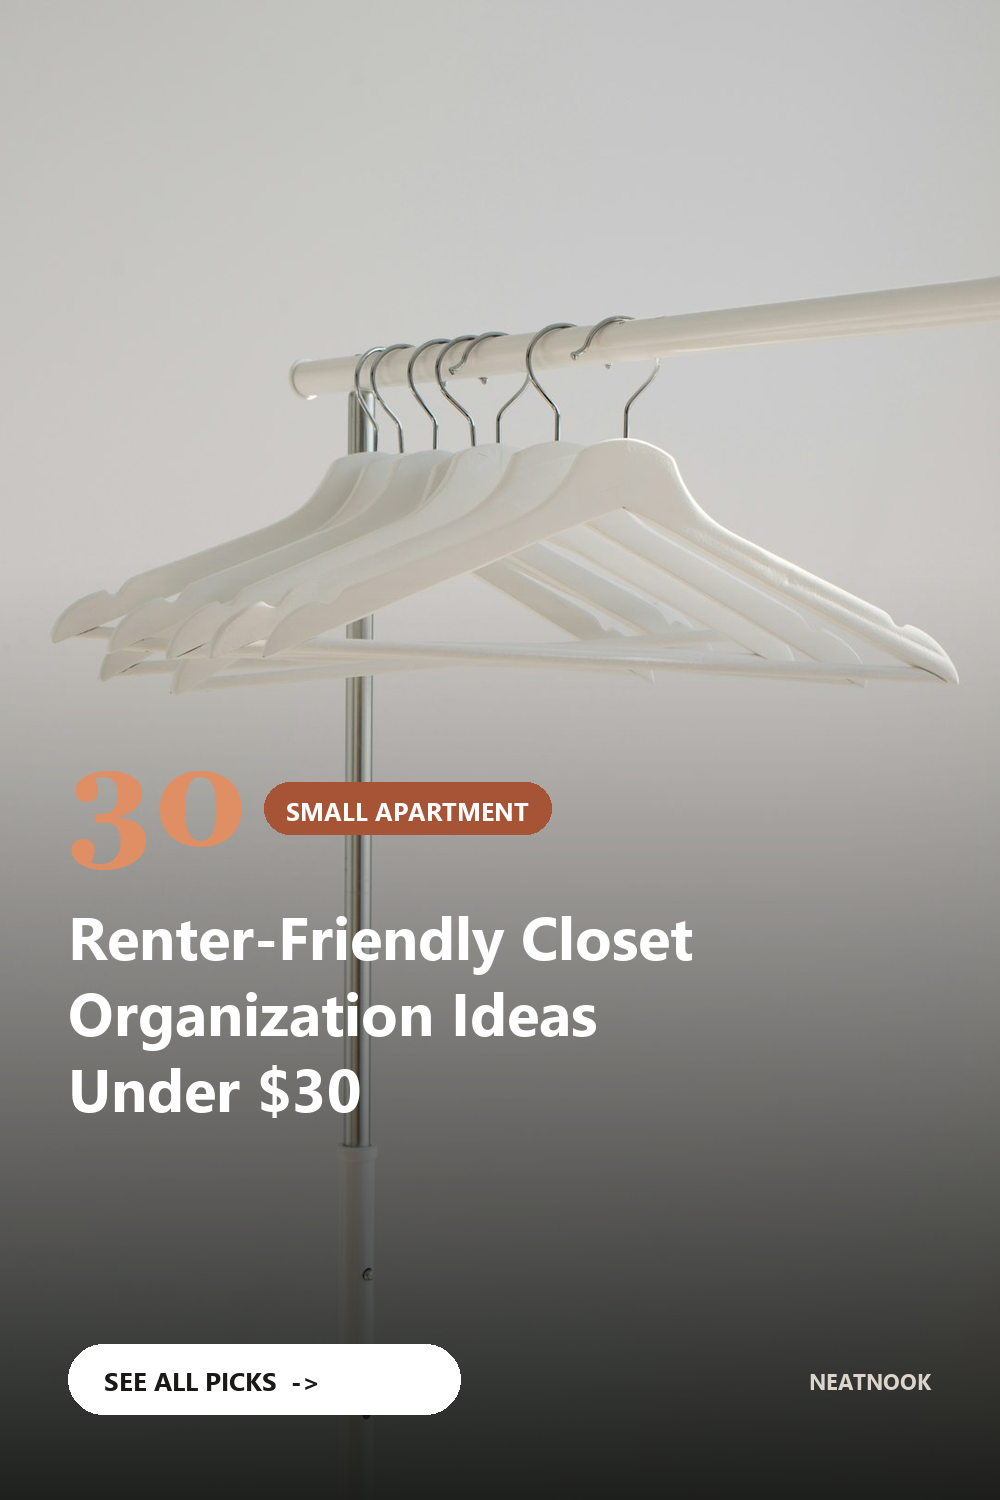 30
SMALL APARTMENT
Renter-Friendly Closet
Organization Ideas
Under $30
SEE ALL PICKS ->
NEATNOOK